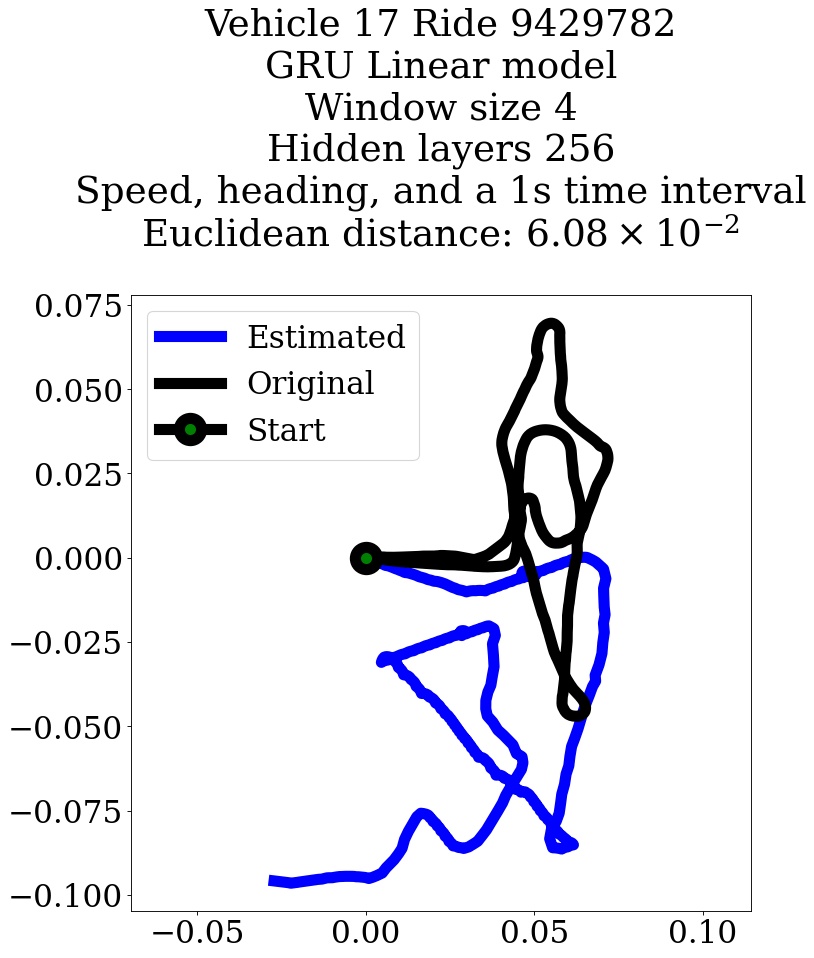 Vehicle 17 Ride 9429782
GRU Linear model
Window size 4
Hidden layers 256
Speed, heading, and a 1s time interval
Euclidean distance: 6.08 × 10⁻²
Estimated
Original
Start
0.075
0.050
0.025
0.000
−0.025
−0.050
−0.075
−0.100
−0.05 0.00 0.05 0.10